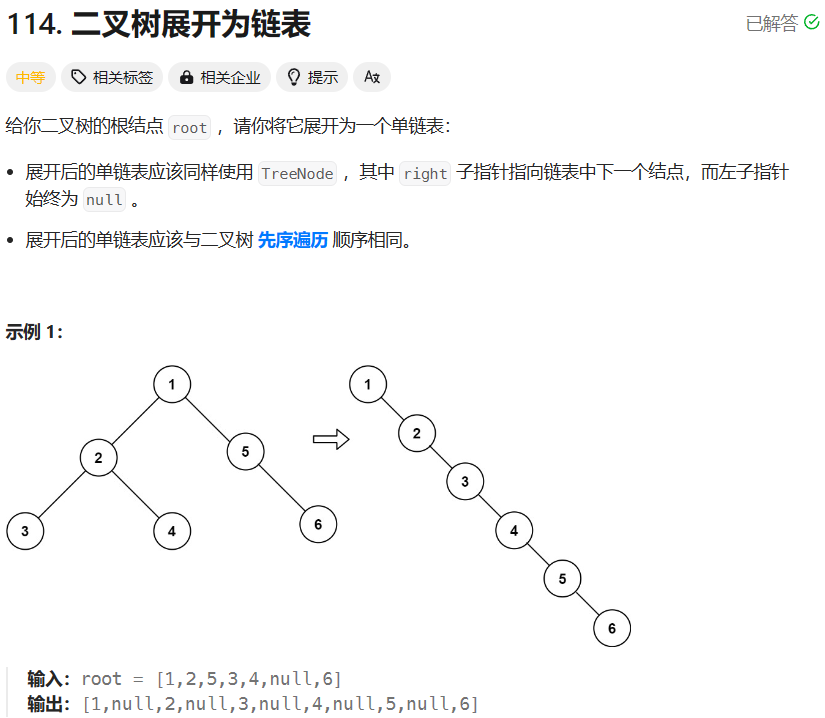 114. 二叉树展开为链表
已解答
中等 相关标签 相关企业 提示 Ax
给你二叉树的根结点 root ，请你将它展开为一个单链表：
展开后的单链表应该同样使用 TreeNode ，其中 right 子指针指向链表中下一个结点，而左子指针
始终为 null 。
展开后的单链表应该与二叉树 先序遍历 顺序相同。
示例 1：
1 1
2 5 2
3 4 6 3
4
5
6
输入：root = [1,2,5,3,4,null,6]
输出：[1,null,2,null,3,null,4,null,5,null,6]